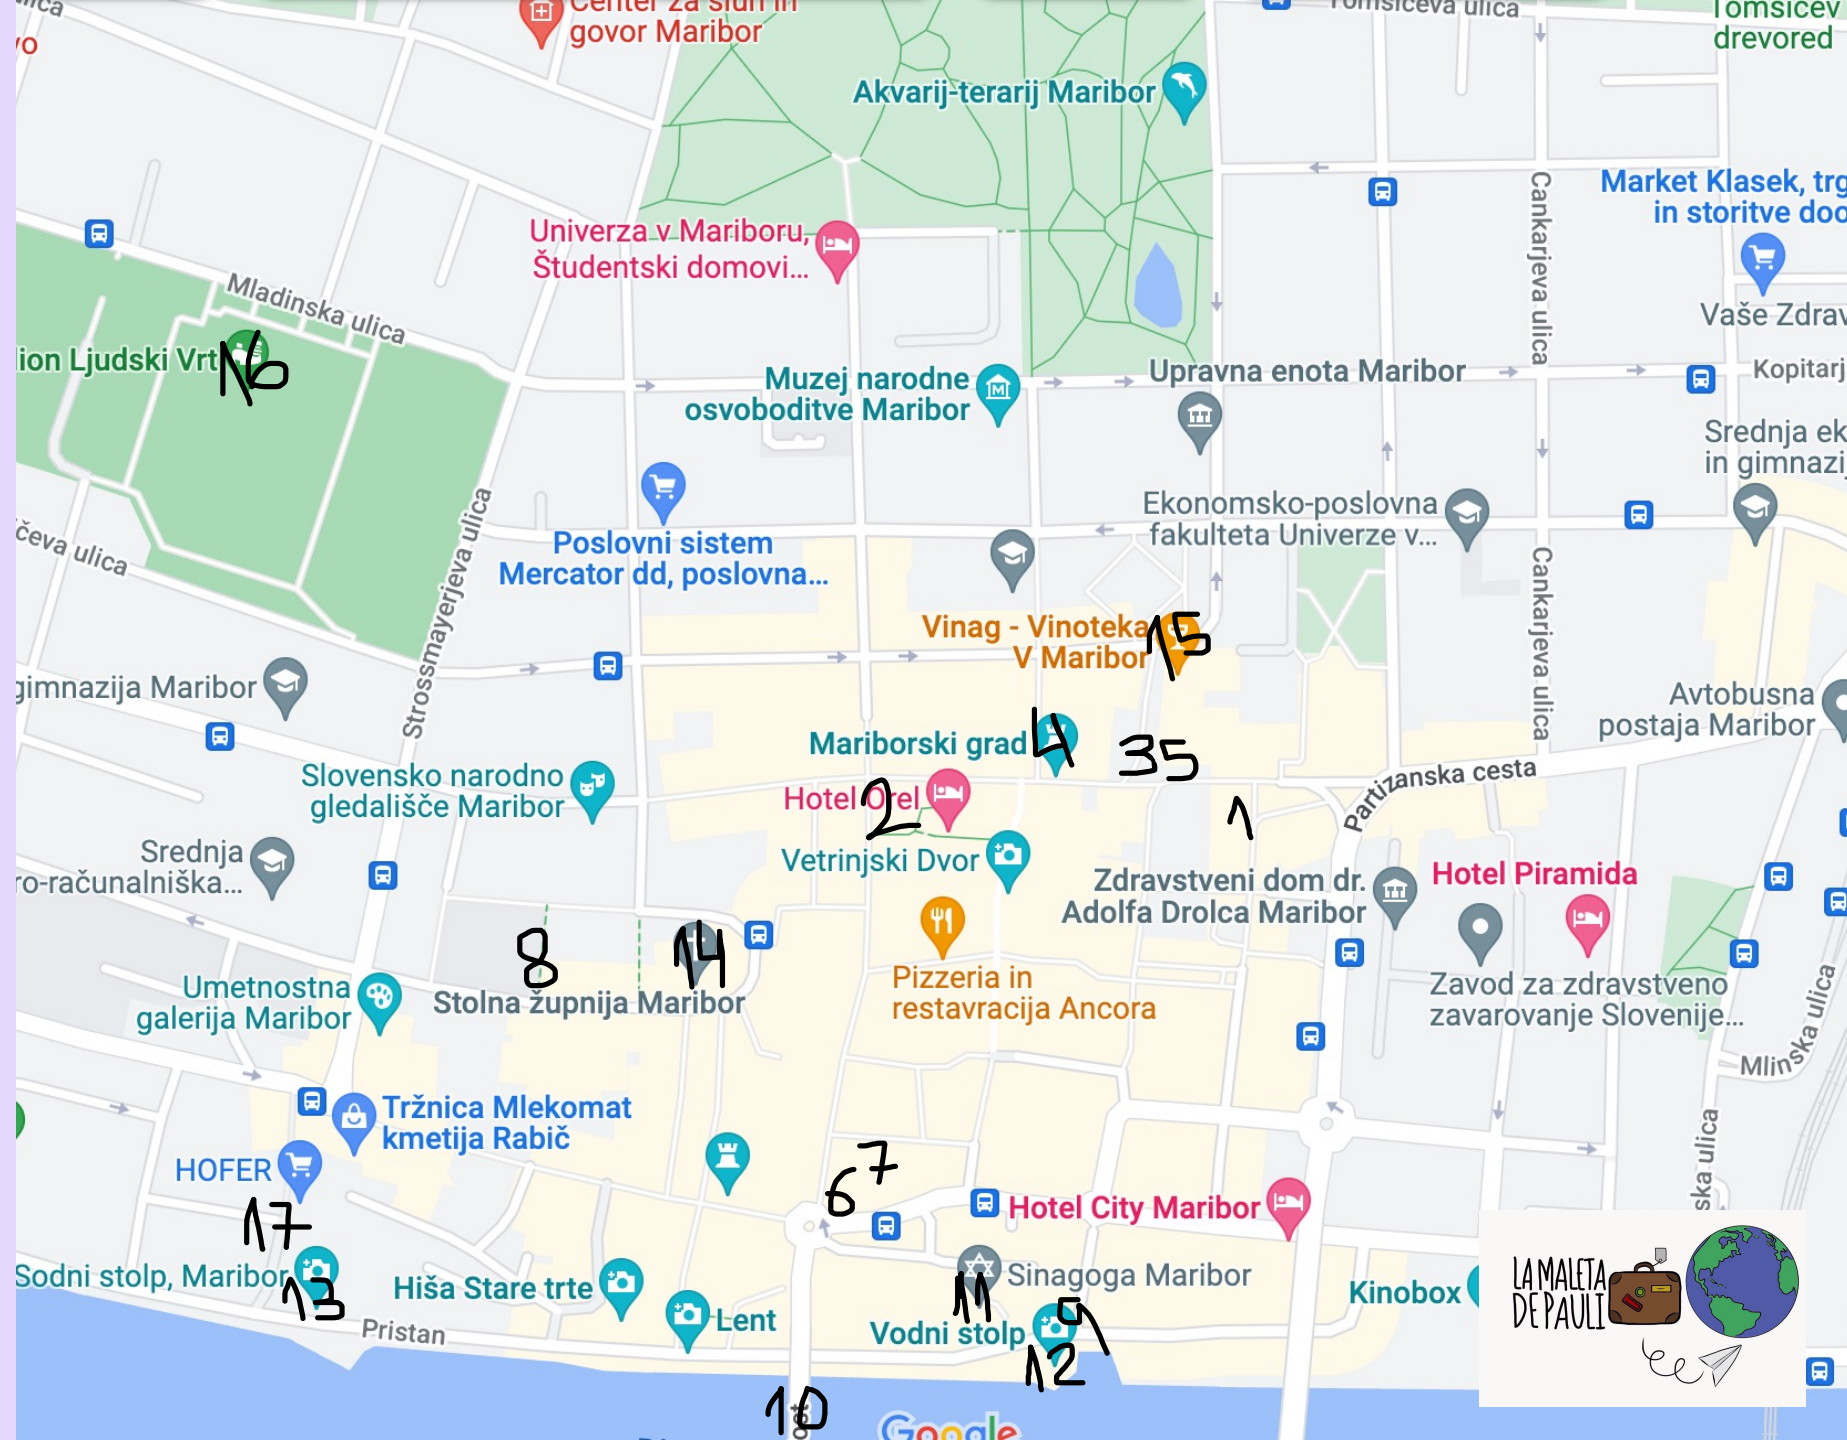 ulica
Center za sluh in
govor Maribor
Tomšičeva ulica
Tomšičev
drevored
vo
Akvarij-terarij Maribor
Market Klasek, trg
in storitve doo
Cankarjeva ulica
Univerza v Mariboru,
Študentski domovi...
Mladinska ulica
Vaše Zdrav
ion Ljudski Vrt
16
Muzej narodne
osvoboditve Maribor
Upravna enota Maribor
Kopitarj
Srednja ek
in gimnazi
Ekonomsko-poslovna
fakulteta Univerze v...
Poslovni sistem
Mercator dd, poslovna...
čeva ulica
Strossmayerjeva ulica
Cankarjeva ulica
Vinag - Vinoteka
V Maribor
15
gimnazija Maribor
Avtobusna
postaja Maribor
Mariborski grad
4
35
Slovensko narodno
gledališče Maribor
Partizanska cesta
Hotel Orel
2
1
Srednja
ro-računalniška...
Vetrinjski Dvor
Zdravstveni dom dr.
Adolfa Drolca Maribor
Hotel Piramida
8
14
Stolna župnija Maribor
Umetnostna
galerija Maribor
Pizzeria in
restavracija Ancora
Zavod za zdravstveno
zavarovanje Slovenije...
Mlinska ulica
Tržnica Mlekomat
kmetija Rabič
HOFER
17
6
7
Hotel City Maribor
ska ulica
Sodni stolp, Maribor
13
Hiša Stare trte
Lent
Sinagoga Maribor
11
Vodni stolp
9
12
Kinobox
Pristan
10
ost
Google
LA MALETA
DE PAULI